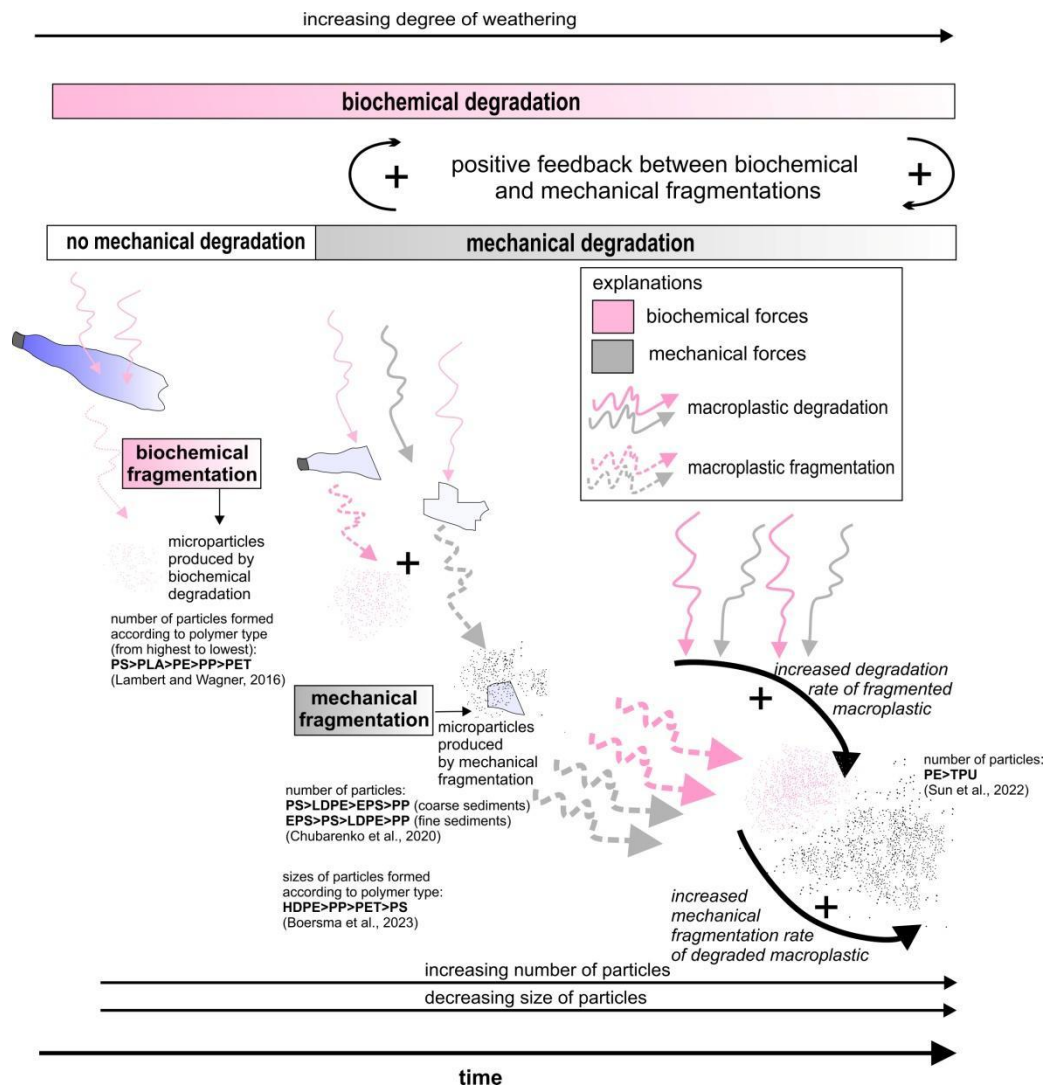 increasing degree of weathering
biochemical degradation
positive feedback between biochemical
and mechanical fragmentations
+
+
no mechanical degradation
mechanical degradation
explanations
biochemical forces
mechanical forces
macroplastic degradation
macroplastic fragmentation
biochemical
fragmentation
microparticles
produced by
biochemical
degradation
number of particles formed
according to polymer type
(from highest to lowest):
PS>PLA>PE>PP>PET
(Lambert and Wagner, 2016)
+
mechanical
fragmentation
microparticles
produced
by mechanical
fragmentation
number of particles:
PS>LDPE>EPS>PP (coarse sediments)
EPS>PS>LDPE>PP (fine sediments)
(Chubarenko et al., 2020)
sizes of particles formed
according to polymer type:
HDPE>PP>PET>PS
(Boersma et al., 2023)
increased degradation
rate of fragmented
macroplastic
+
number of particles:
PE>TPU
(Sun et al., 2022)
increased
mechanical
fragmentation rate
of degraded macroplastic
+
increasing number of particles
decreasing size of particles
time